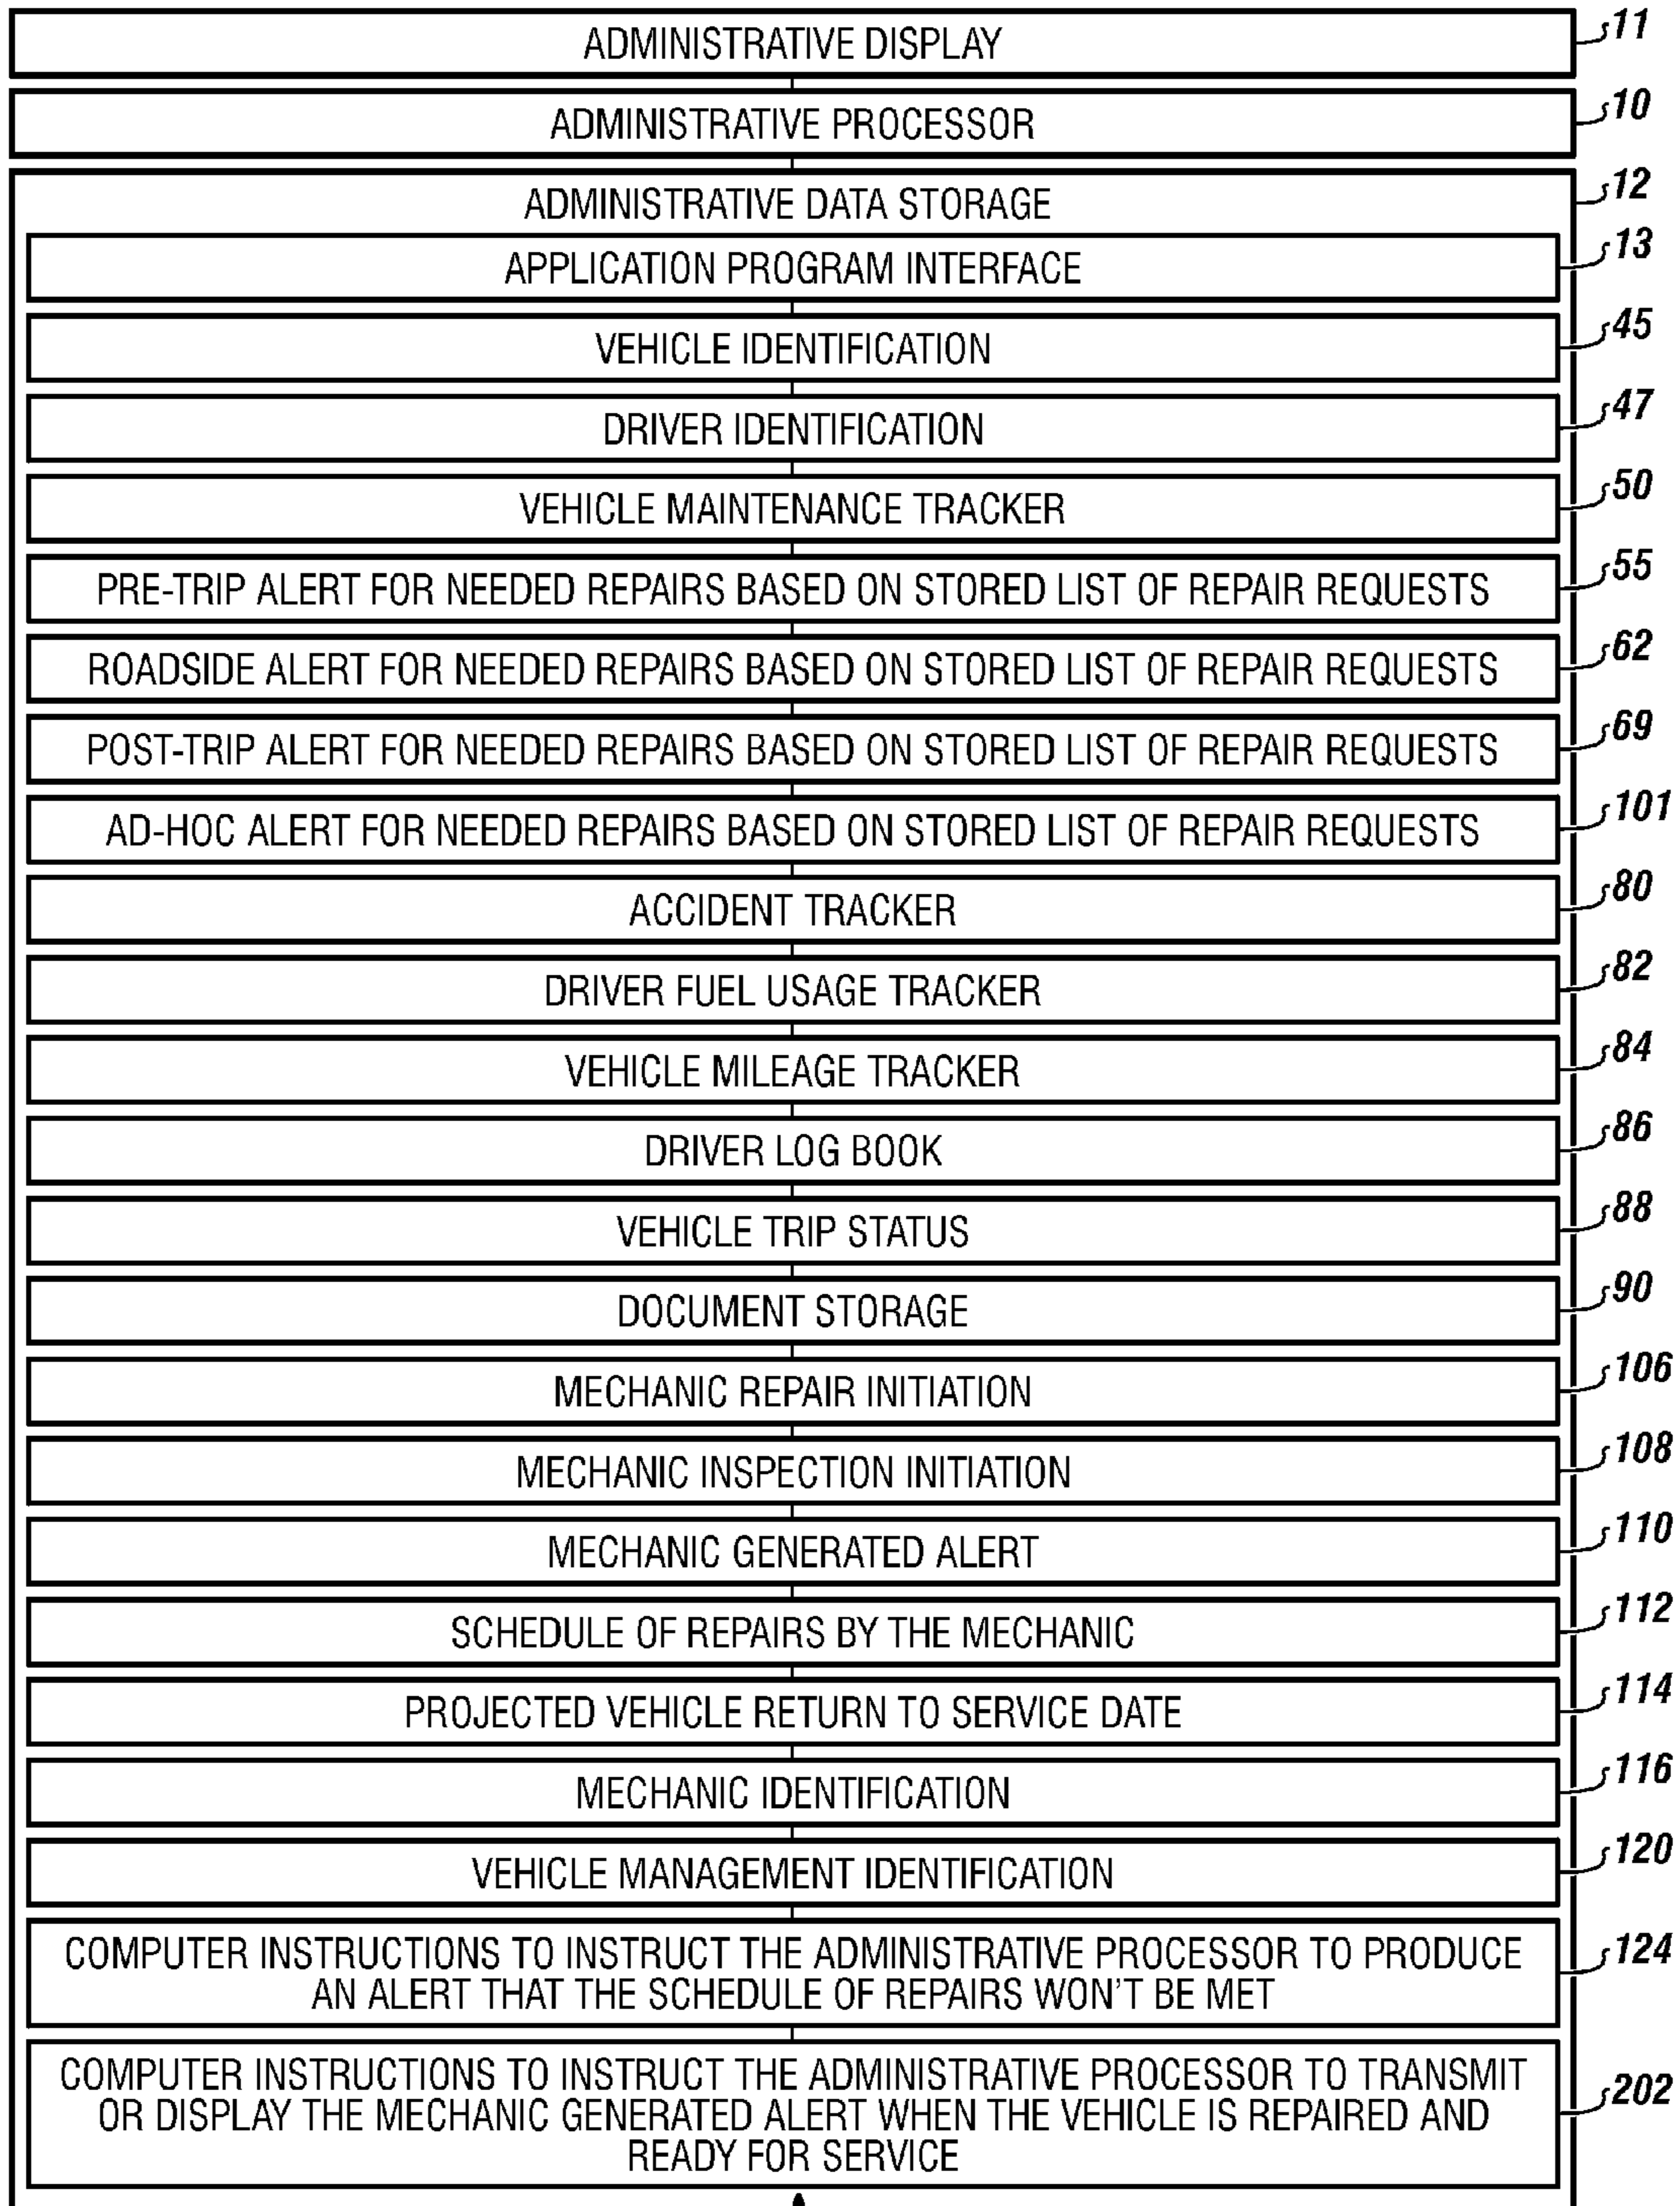 ADMINISTRATIVE DISPLAY
11
ADMINISTRATIVE PROCESSOR
10
ADMINISTRATIVE DATA STORAGE
12
APPLICATION PROGRAM INTERFACE
13
VEHICLE IDENTIFICATION
45
DRIVER IDENTIFICATION
47
VEHICLE MAINTENANCE TRACKER
50
PRE-TRIP ALERT FOR NEEDED REPAIRS BASED ON STORED LIST OF REPAIR REQUESTS
55
ROADSIDE ALERT FOR NEEDED REPAIRS BASED ON STORED LIST OF REPAIR REQUESTS
62
POST-TRIP ALERT FOR NEEDED REPAIRS BASED ON STORED LIST OF REPAIR REQUESTS
69
AD-HOC ALERT FOR NEEDED REPAIRS BASED ON STORED LIST OF REPAIR REQUESTS
101
ACCIDENT TRACKER
80
DRIVER FUEL USAGE TRACKER
82
VEHICLE MILEAGE TRACKER
84
DRIVER LOG BOOK
86
VEHICLE TRIP STATUS
88
DOCUMENT STORAGE
90
MECHANIC REPAIR INITIATION
106
MECHANIC INSPECTION INITIATION
108
MECHANIC GENERATED ALERT
110
SCHEDULE OF REPAIRS BY THE MECHANIC
112
PROJECTED VEHICLE RETURN TO SERVICE DATE
114
MECHANIC IDENTIFICATION
116
VEHICLE MANAGEMENT IDENTIFICATION
120
COMPUTER INSTRUCTIONS TO INSTRUCT THE ADMINISTRATIVE PROCESSOR TO PRODUCE
AN ALERT THAT THE SCHEDULE OF REPAIRS WON'T BE MET
124
COMPUTER INSTRUCTIONS TO INSTRUCT THE ADMINISTRATIVE PROCESSOR TO TRANSMIT
OR DISPLAY THE MECHANIC GENERATED ALERT WHEN THE VEHICLE IS REPAIRED AND
READY FOR SERVICE
202